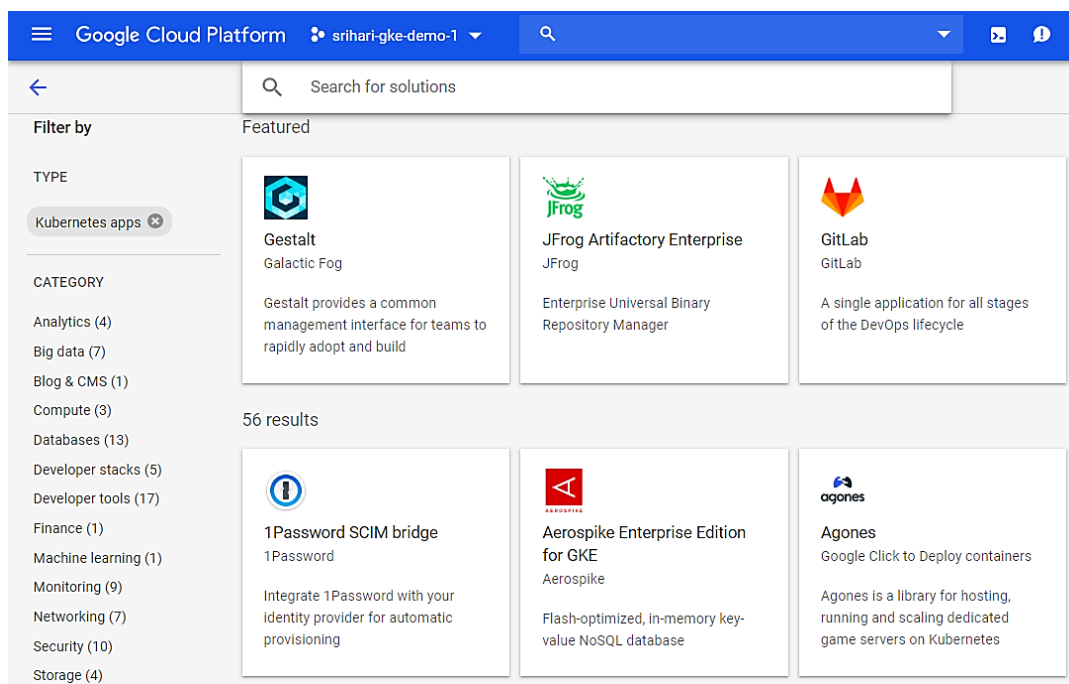 Google Cloud Platform srihari-gke-demo-1
Search for solutions
Filter by
TYPE
Kubernetes apps
CATEGORY
Analytics (4)
Big data (7)
Blog & CMS (1)
Compute (3)
Databases (13)
Developer stacks (5)
Developer tools (17)
Finance (1)
Machine learning (1)
Monitoring (9)
Networking (7)
Security (10)
Storage (4)
Featured
Gestalt
Galactic Fog
Gestalt provides a common
management interface for teams to
rapidly adopt and build
JFrog
JFrog Artifactory Enterprise
JFrog
Enterprise Universal Binary
Repository Manager
GitLab
GitLab
A single application for all stages
of the DevOps lifecycle
56 results
1Password SCIM bridge
1Password
Integrate 1Password with your
identity provider for automatic
provisioning
AEROSPIKE
Aerospike Enterprise Edition
for GKE
Aerospike
Flash-optimized, in-memory key-
value NoSQL database
agones
Agones
Google Click to Deploy containers
Agones is a library for hosting,
running and scaling dedicated
game servers on Kubernetes